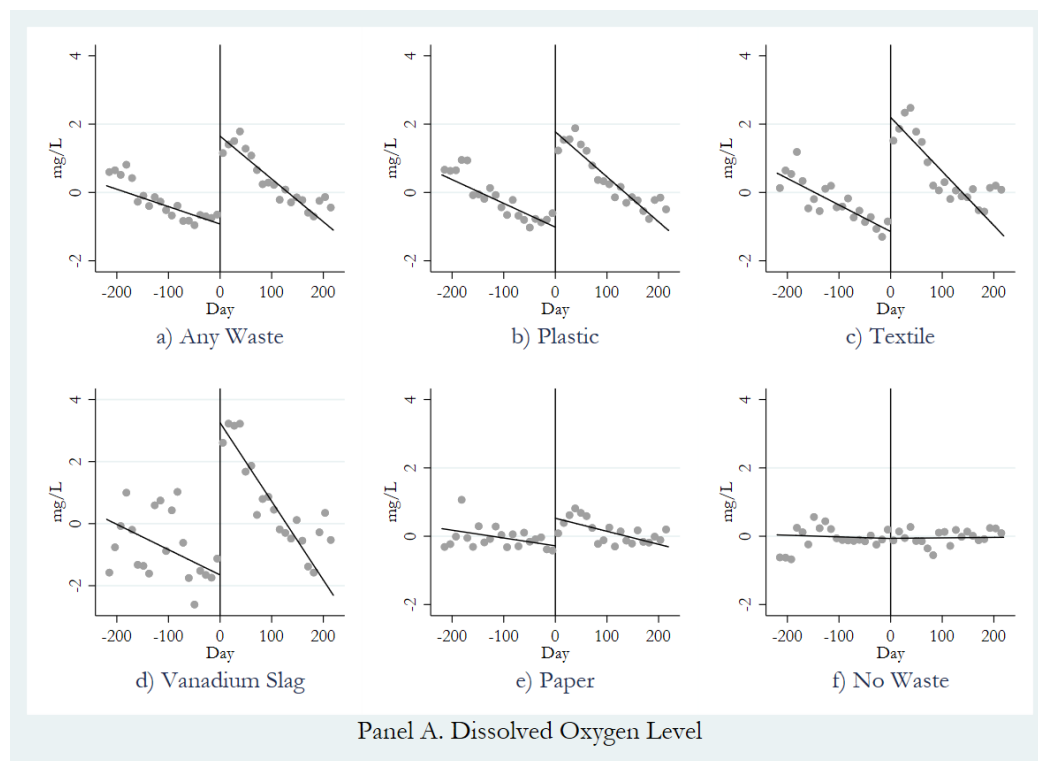 4
2
0
-2
mg/L
-200 -100 0 100 200
Day
a) Any Waste
4
2
0
-2
mg/L
-200 -100 0 100 200
Day
b) Plastic
4
2
0
-2
mg/L
-200 -100 0 100 200
Day
c) Textile
4
2
0
-2
mg/L
-200 -100 0 100 200
Day
d) Vanadium Slag
4
2
0
-2
mg/L
-200 -100 0 100 200
Day
e) Paper
4
2
0
-2
mg/L
-200 -100 0 100 200
Day
f) No Waste
Panel A. Dissolved Oxygen Level